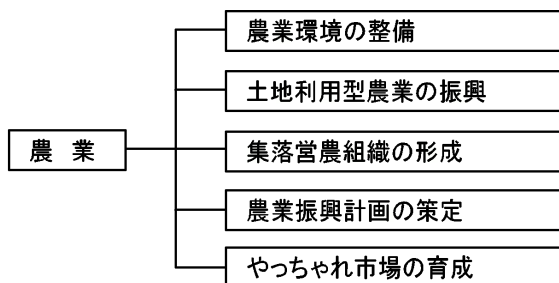 農業環境の整備
土地利用型農業の振興
農　業
集落営農組織の形成
農業振興計画の策定
やっちゃれ市場の育成